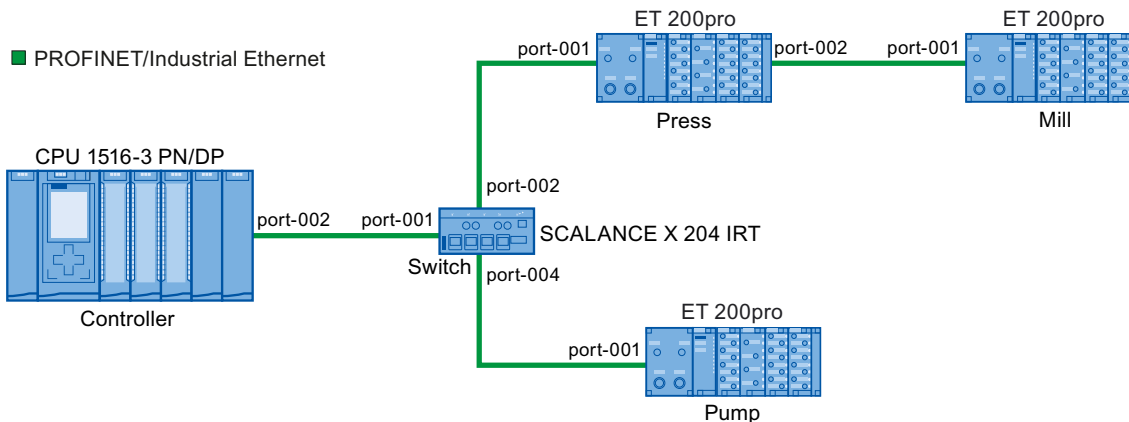 ET 200pro
ET 200pro
port-001
port-002
port-001
PROFINET/Industrial Ethernet
Press
Mill
CPU 1516-3 PN/DP
port-002
port-002
port-001
SCALANCE X 204 IRT
Switch
port-004
Controller
ET 200pro
port-001
Pump